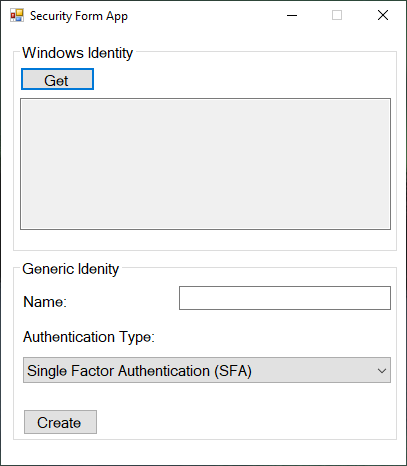 Security Form App
Windows Identity
Get
Generic Idenity
Name:
Authentication Type:
Single Factor Authentication (SFA)
Create